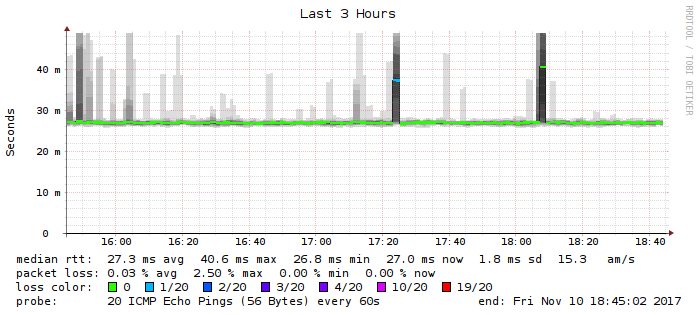 Last 3 Hours
RRDTOOL / TOBI OETIKER
Seconds
40 m
30 m
20 m
10 m
0
16:00 16:20 16:40 17:00 17:20 17:40 18:00 18:20 18:40
median rtt: 27.3 ms avg 40.6 ms max 26.8 ms min 27.0 ms now 1.8 ms sd 15.3 am/s
packet loss: 0.03 % avg 2.50 % max 0.00 % min 0.00 % now
loss color: 0 1/20 2/20 3/20 4/20 10/20 19/20
probe: 20 ICMP Echo Pings (56 Bytes) every 60s end: Fri Nov 10 18:45:02 2017